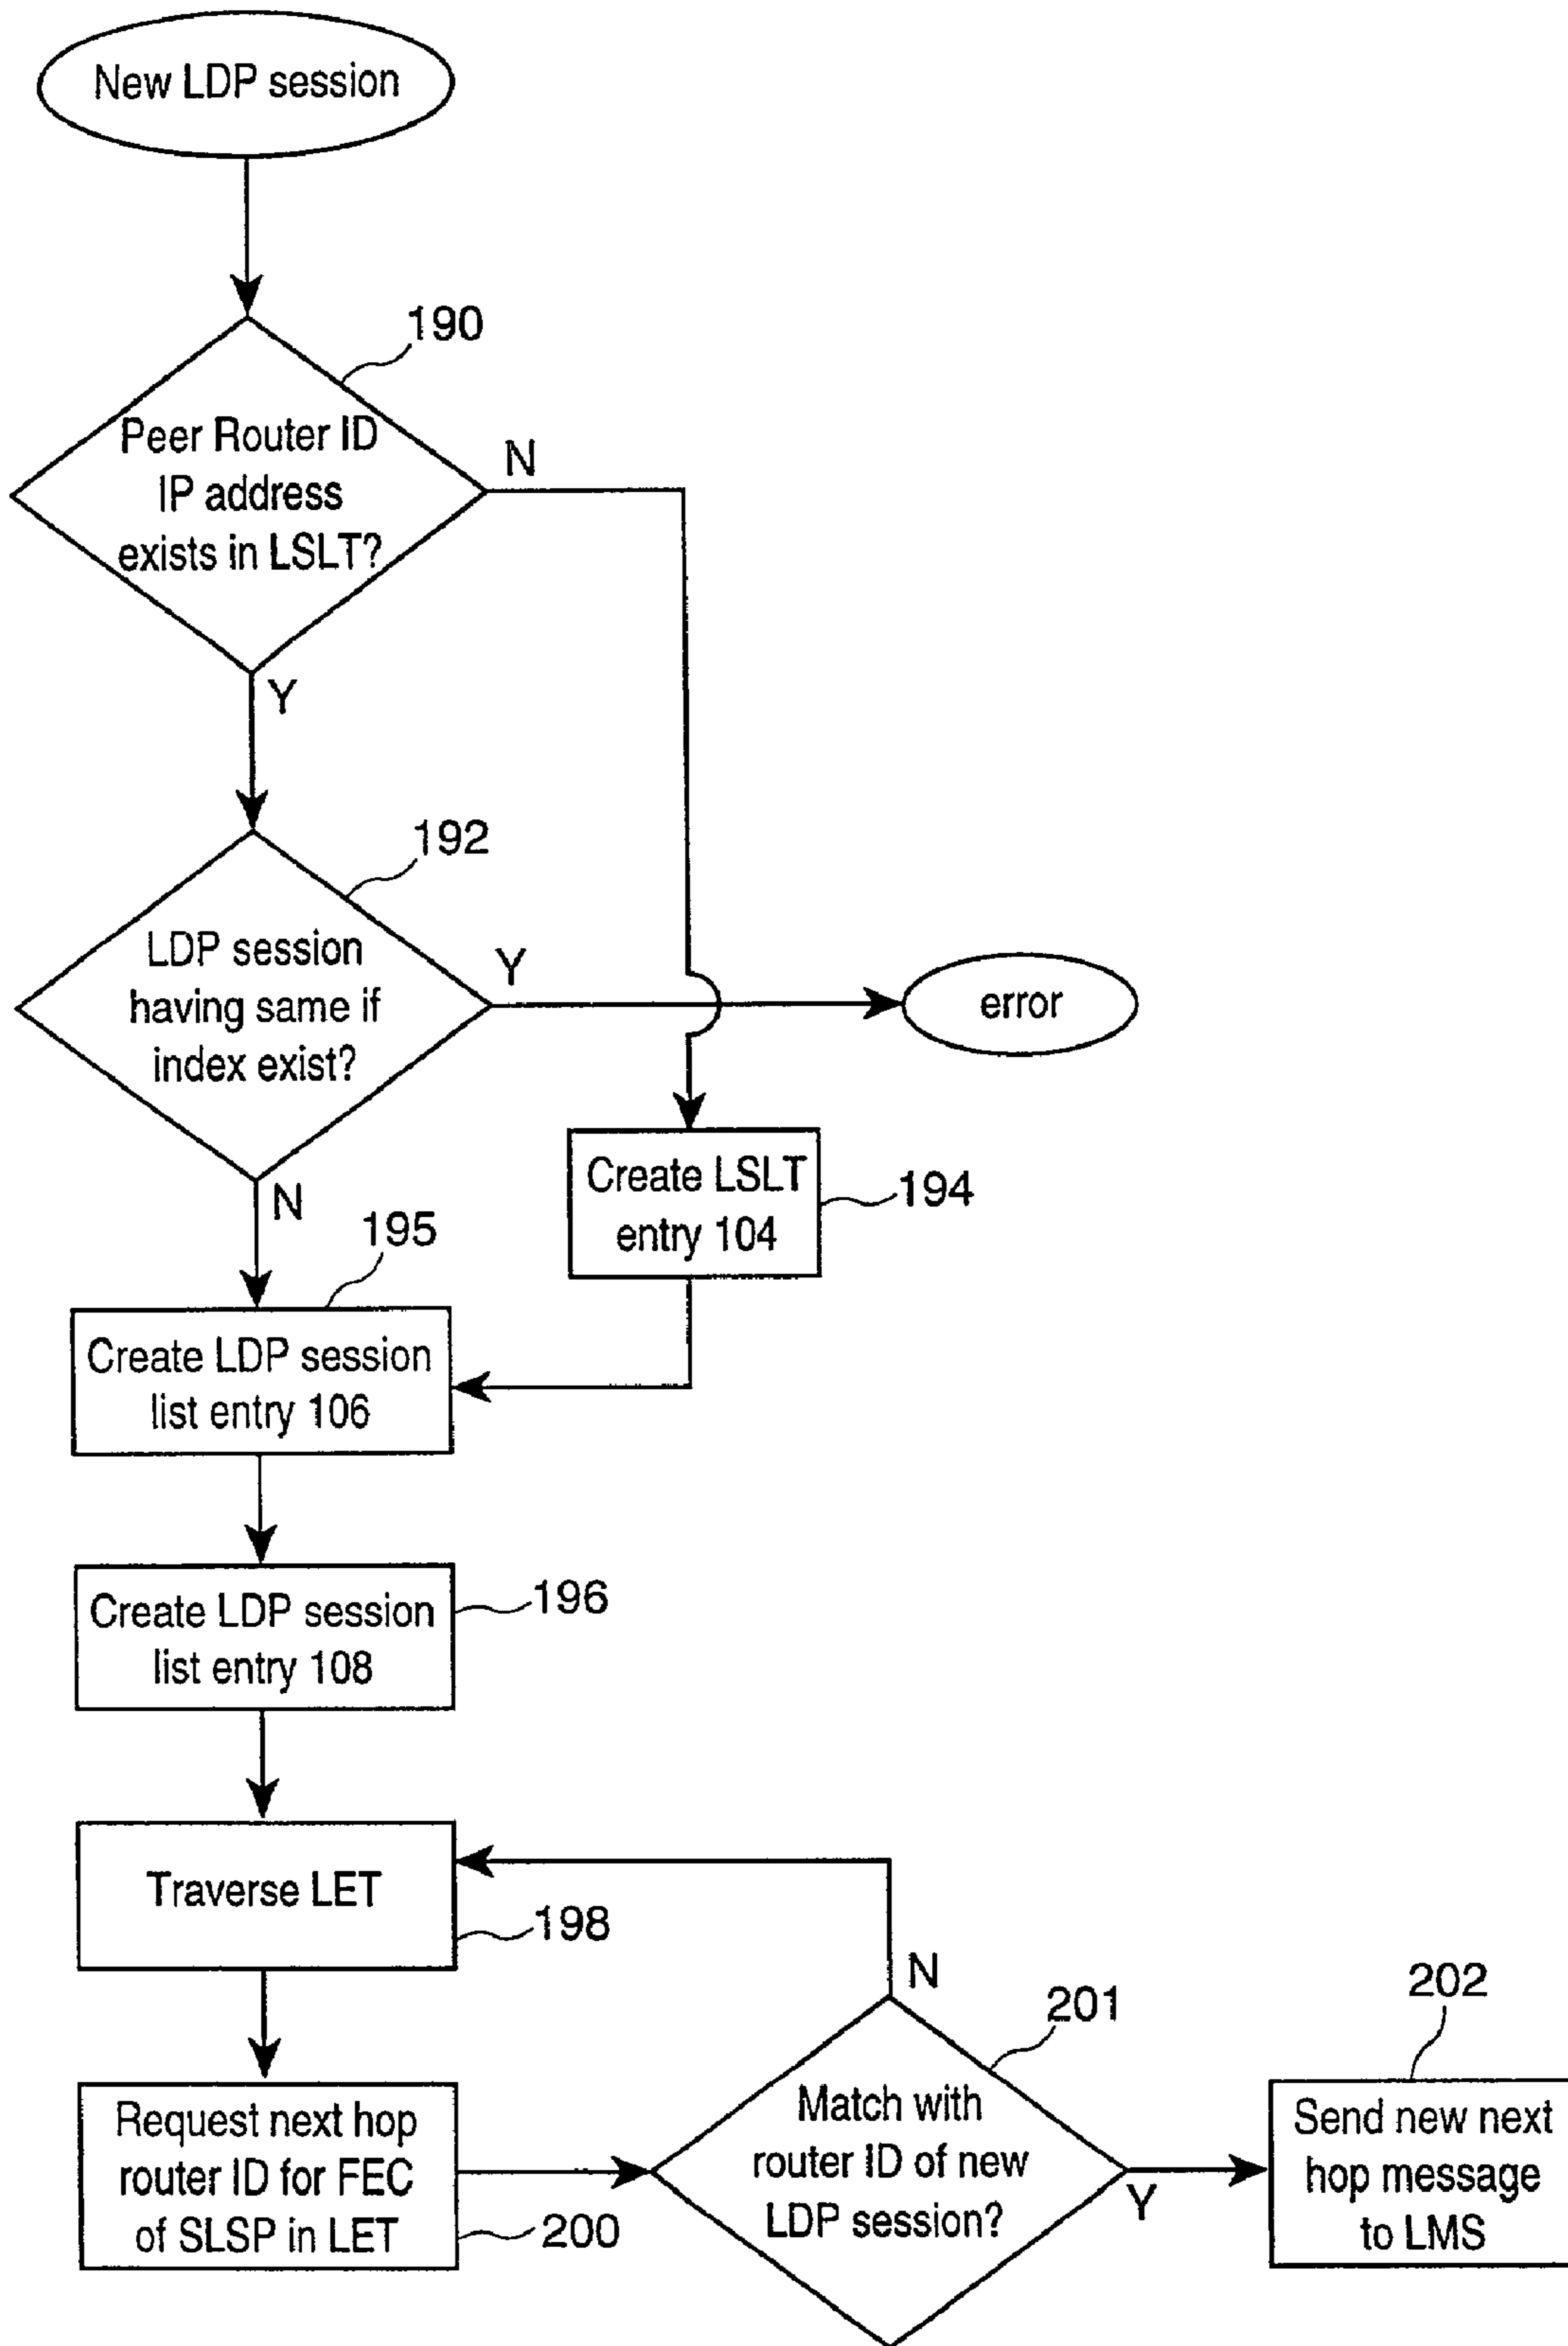 New LDP session
190
Peer Router ID
IP address
exists in LSLT?
N
Y
192
LDP session
having same if
index exist?
Y
error
N
Create LSLT
entry 104
194
195
Create LDP session
list entry 106
Create LDP session
list entry 108
196
Traverse LET
198
N
201
202
Request next hop
router ID for FEC
of SLSP in LET
200
Match with
router ID of new
LDP session?
Y
Send new next
hop message
to LMS